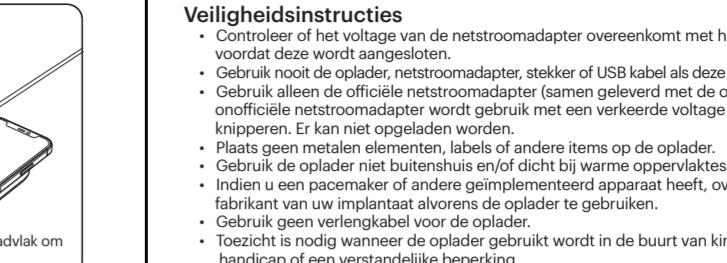 Veiligheidsinstructies
• Controleer of het voltage van de netstroomadapter overeenkomt met
voordat deze wordt aangesloten.
• Gebruik nooit de oplader, netstroomadapter, stekker of USB kabel als deze
• Gebruik alleen de officiële netstroomadapter (samen geleverd met de
onofficiële netstroomadapter wordt gebruik met een verkeerde voltage
knipperen. Er kan niet opgeladen worden.
• Plaats geen metalen elementen, labels of andere items op de oplader.
• Gebruik de oplader niet buitenshuis en/of dicht bij warme oppervlaktes
• Indien u een pacemaker of andere geïmplementeerd apparaat heeft,
fabrikant van uw implantaat alvorens de oplader te gebruiken.
• Gebruik geen verlengkabel voor de oplader.
advlak om
• Toezicht is nodig wanneer de oplader gebruikt wordt in de buurt van
handicap of een verstandelijke beperking